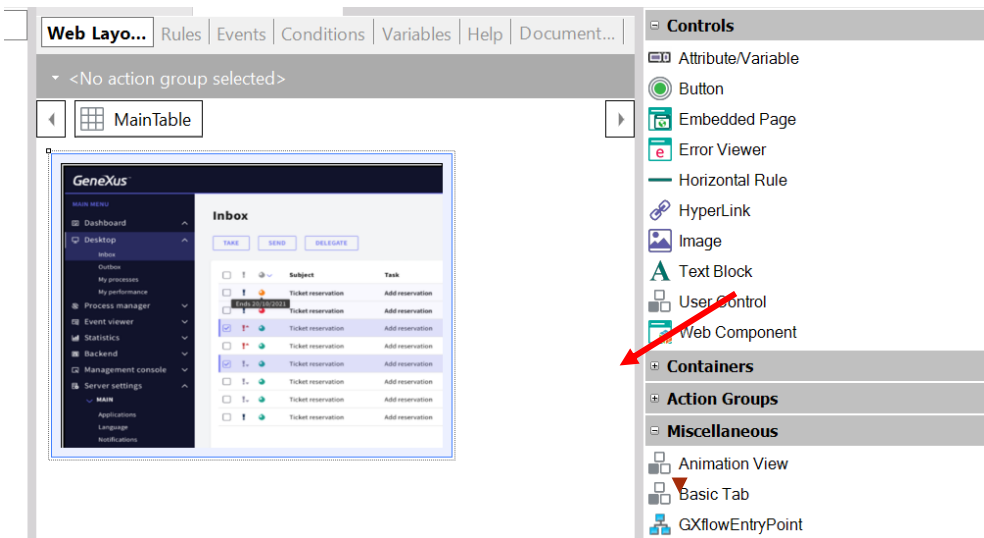 Web Layo... Rules Events Conditions Variables Help Document...
<No action group selected>
MainTable
GeneXus
MAIN MENU
Dashboard
Desktop
Inbox
Outbox
My processes
My performance
Process manager
Event viewer
Statistics
Backend
Management console
Server settings
MAIN
Applications
Language
Notifications
Inbox
TAKE SEND DELEGATE
! Subject Task
! Ticket reservation Add reservation
Ends 20/10/2021
! Ticket reservation Add reservation
! Ticket reservation Add reservation
! Ticket reservation Add reservation
! Ticket reservation Add reservation
! Ticket reservation Add reservation
! Ticket reservation Add reservation
! Ticket reservation Add reservation
Controls
Attribute/Variable
Button
Embedded Page
e Error Viewer
Horizontal Rule
HyperLink
Image
A Text Block
User Control
Web Component
Containers
Action Groups
Miscellaneous
Animation View
Basic Tab
GXflowEntryPoint